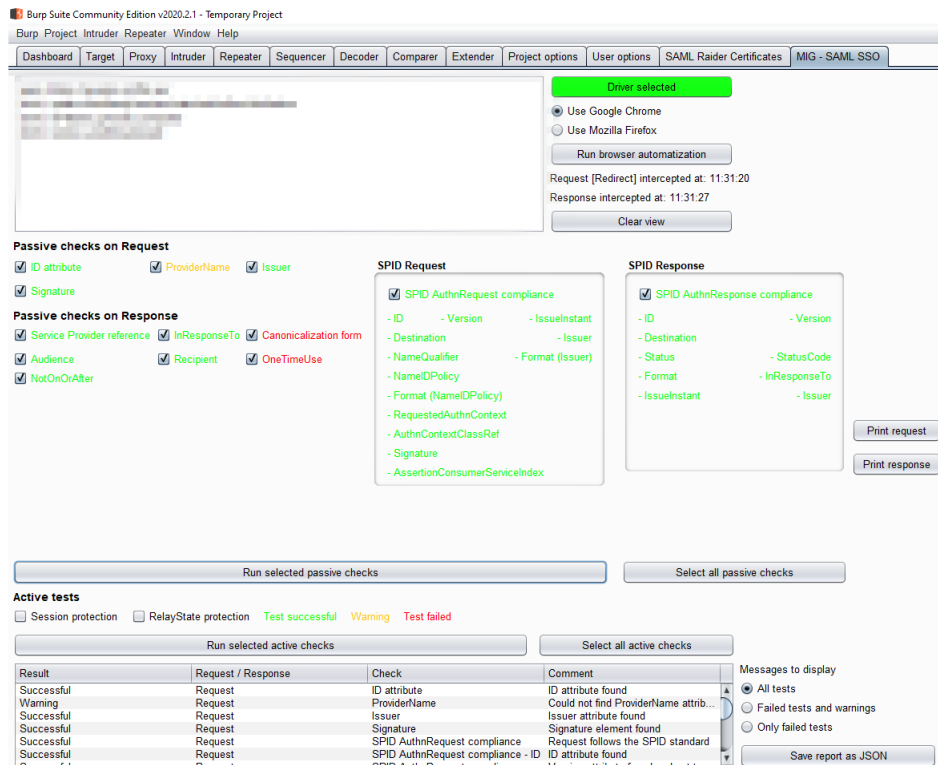 Burp Suite Community Edition v2020.2.1 - Temporary Project
Burp Project Intruder Repeater Window Help
Dashboard Target Proxy Intruder Repeater Sequencer Decoder Comparer Extender Project options User options SAML Raider Certificates MIG - SAML SSO
Driver selected
Use Google Chrome
Use Mozilla Firefox
Run browser automatization
Request [Redirect] intercepted at: 11:31:20
Response intercepted at: 11:31:27
Clear view
Passive checks on Request
ID attribute ProviderName Issuer
Signature
Passive checks on Response
Service Provider reference InResponseTo Canonicalization form
Audience Recipient OneTimeUse
NotOnOrAfter
SPID Request
SPID AuthnRequest compliance
- ID - Version - IssueInstant
- Destination - Issuer
- NameQualifier - Format (Issuer)
- NameIDPolicy
- Format (NameIDPolicy)
- RequestedAuthnContext
- AuthnContextClassRef
- Signature
- AssertionConsumerServiceIndex
SPID Response
SPID AuthnResponse compliance
- ID - Version
- Destination
- Status - StatusCode
- Format - InResponseTo
- IssueInstant - Issuer
Print request
Print response
Run selected passive checks Select all passive checks
Active tests
Session protection RelayState protection Test successful Warning Test failed
Run selected active checks Select all active checks
Result Request / Response Check Comment
Successful Request ID attribute ID attribute found
Warning Request ProviderName Could not find ProviderName attrib...
Successful Request Issuer Issuer attribute found
Successful Request Signature Signature element found
Successful Request SPID AuthnRequest compliance Request follows the SPID standard
Successful Request SPID AuthnRequest compliance - ID ID attribute found
Messages to display
All tests
Failed tests and warnings
Only failed tests
Save report as JSON